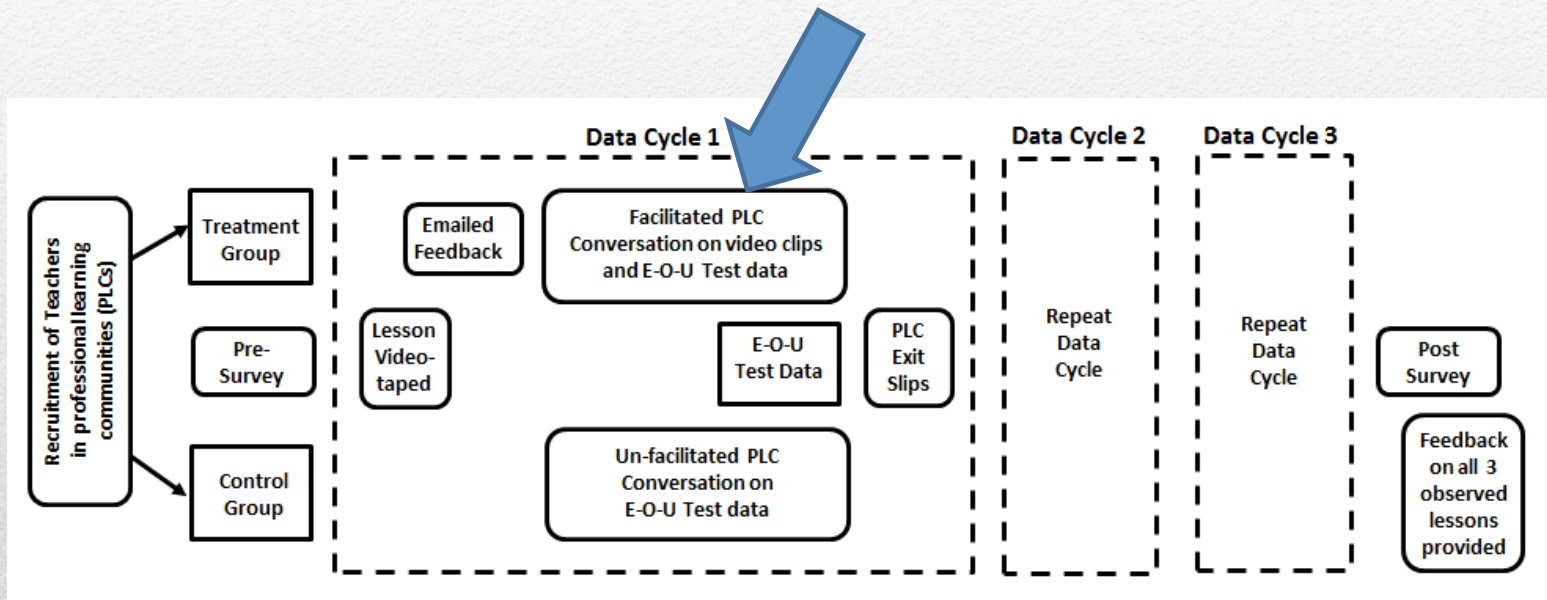 Recruitment of Teachers
in professional learning
communities (PLCs)
Treatment
Group
Pre-
Survey
Control
Group
Data Cycle 1
Emailed
Feedback
Facilitated PLC
Conversation on video clips
and E-O-U Test data
Lesson
Video-
taped
E-O-U
Test Data
PLC
Exit
Slips
Un-facilitated PLC
Conversation on
E-O-U Test data
Data Cycle 2
Repeat
Data
Cycle
Data Cycle 3
Repeat
Data
Cycle
Post
Survey
Feedback
on all 3
observed
lessons
provided